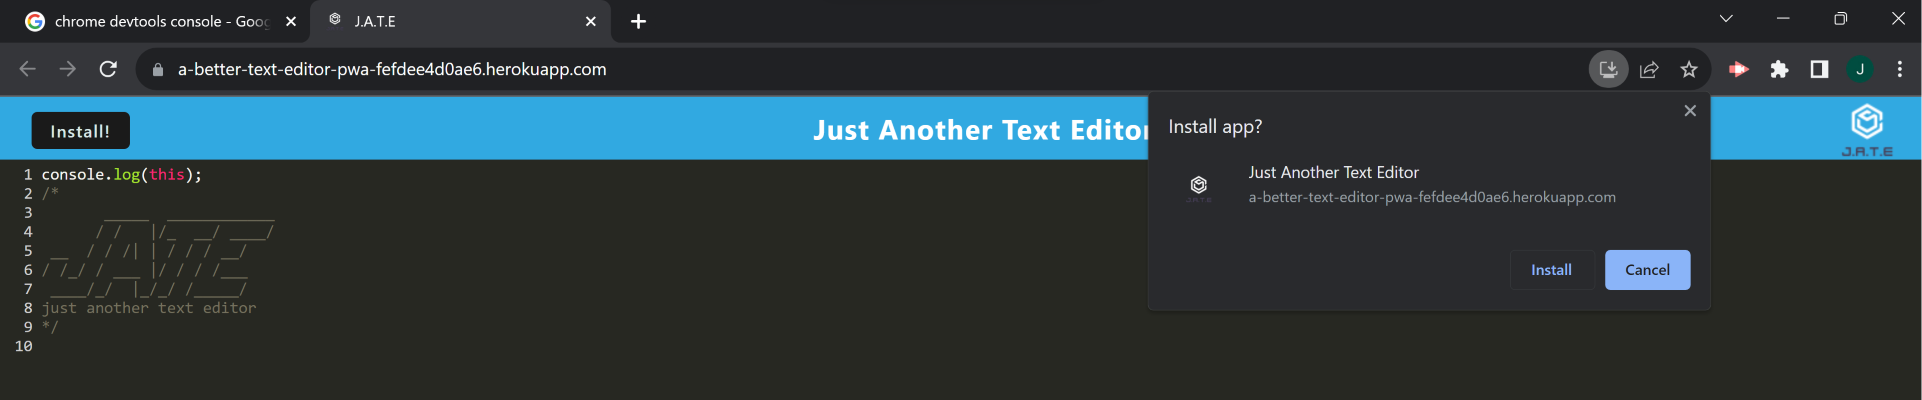 chrome devtools console - Goog
J.A.T.E
a-better-text-editor-pwa-fefdee4d0ae6.herokuapp.com
J
Install!
Just Another Text Editor
J.A.T.E
Install app?
Just Another Text Editor
a-better-text-editor-pwa-fefdee4d0ae6.herokuapp.com
J.A.T.E
Install
Cancel
1 console.log(this);
2 /*
3      _____  ____________
4     / /   |/_  __/ ____/
5  __  / / /| | / / / __/
6 / /_/ / ___ |/ / / /___
7  ____/_/  |_/_/ /_____/
8 just another text editor
9 */
10